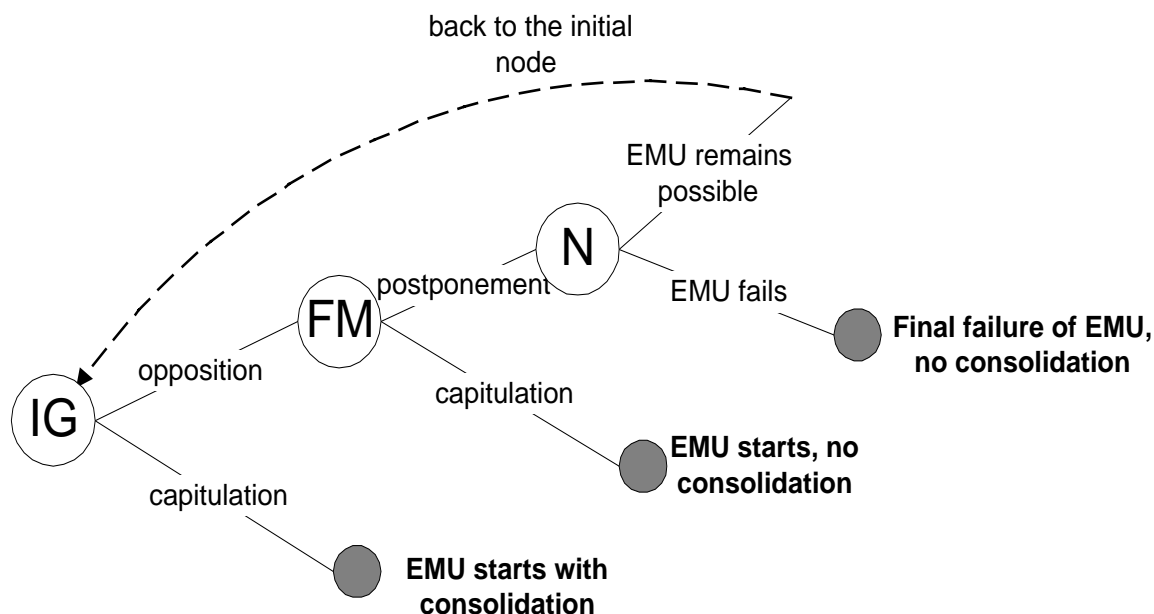 back to the initial
node
EMU remains
possible
N
postponement
EMU fails
FM
Final failure of EMU,
no consolidation
opposition
capitulation
IG
EMU starts, no
consolidation
capitulation
EMU starts with
consolidation